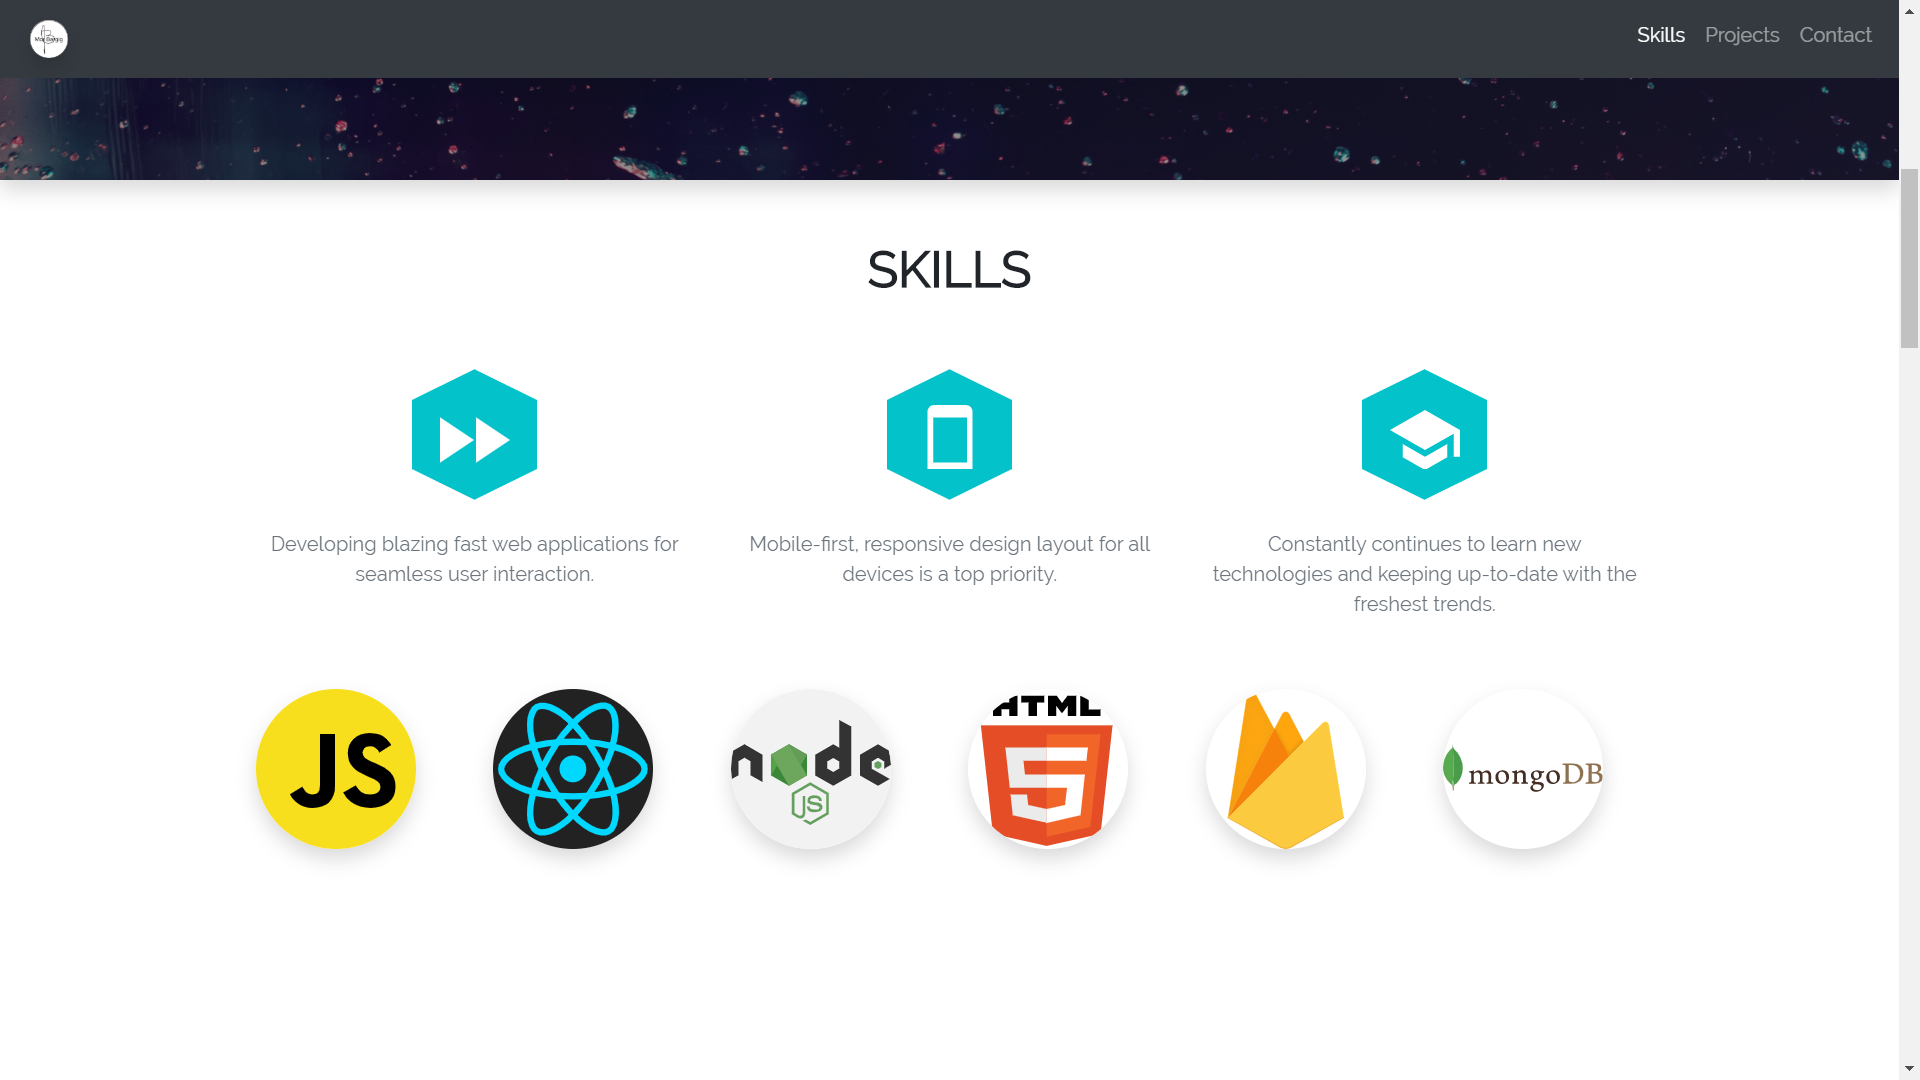 Skills Projects Contact
SKILLS
Developing blazing fast web applications for
seamless user interaction.
Mobile-first, responsive design layout for all
devices is a top priority.
Constantly continues to learn new
technologies and keeping up-to-date with the
freshest trends.
JS
node
JS
HTML
5
mongoDB